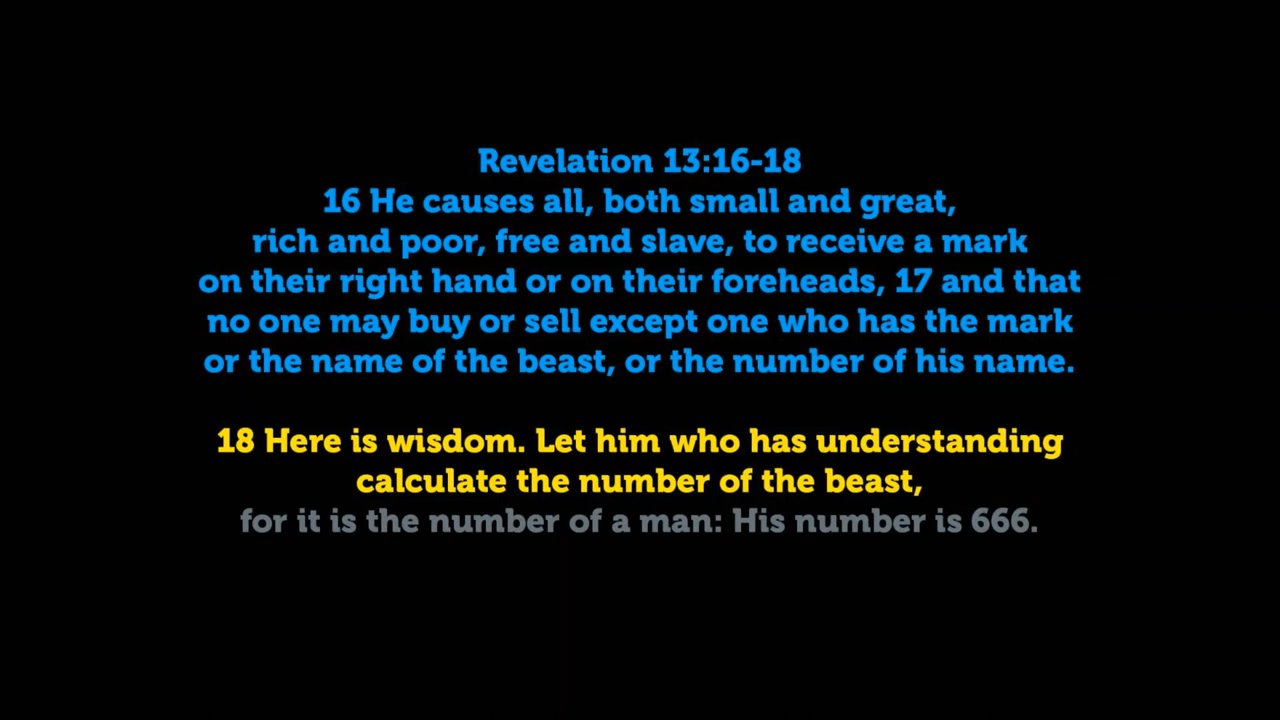 Revelation 13:16-18
16 He causes all, both small and great,
rich and poor, free and slave, to receive a mark
on their right hand or on their foreheads, 17 and that
no one may buy or sell except one who has the mark
or the name of the beast, or the number of his name.
18 Here is wisdom. Let him who has understanding
calculate the number of the beast,
for it is the number of a man: His number is 666.